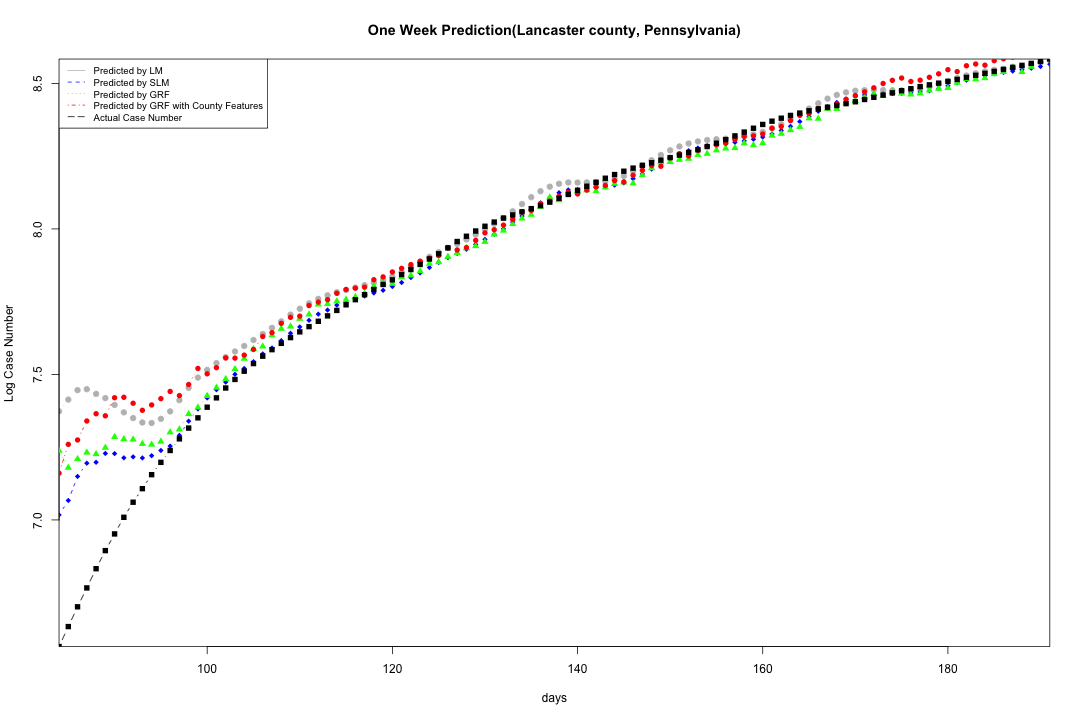 One Week Prediction(Lancaster county, Pennsylvania)
Predicted by LM
Predicted by SLM
Predicted by GRF
Predicted by GRF with County Features
Actual Case Number
8.5
8.0
7.5
7.0
Log Case Number
100 120 140 160 180
days